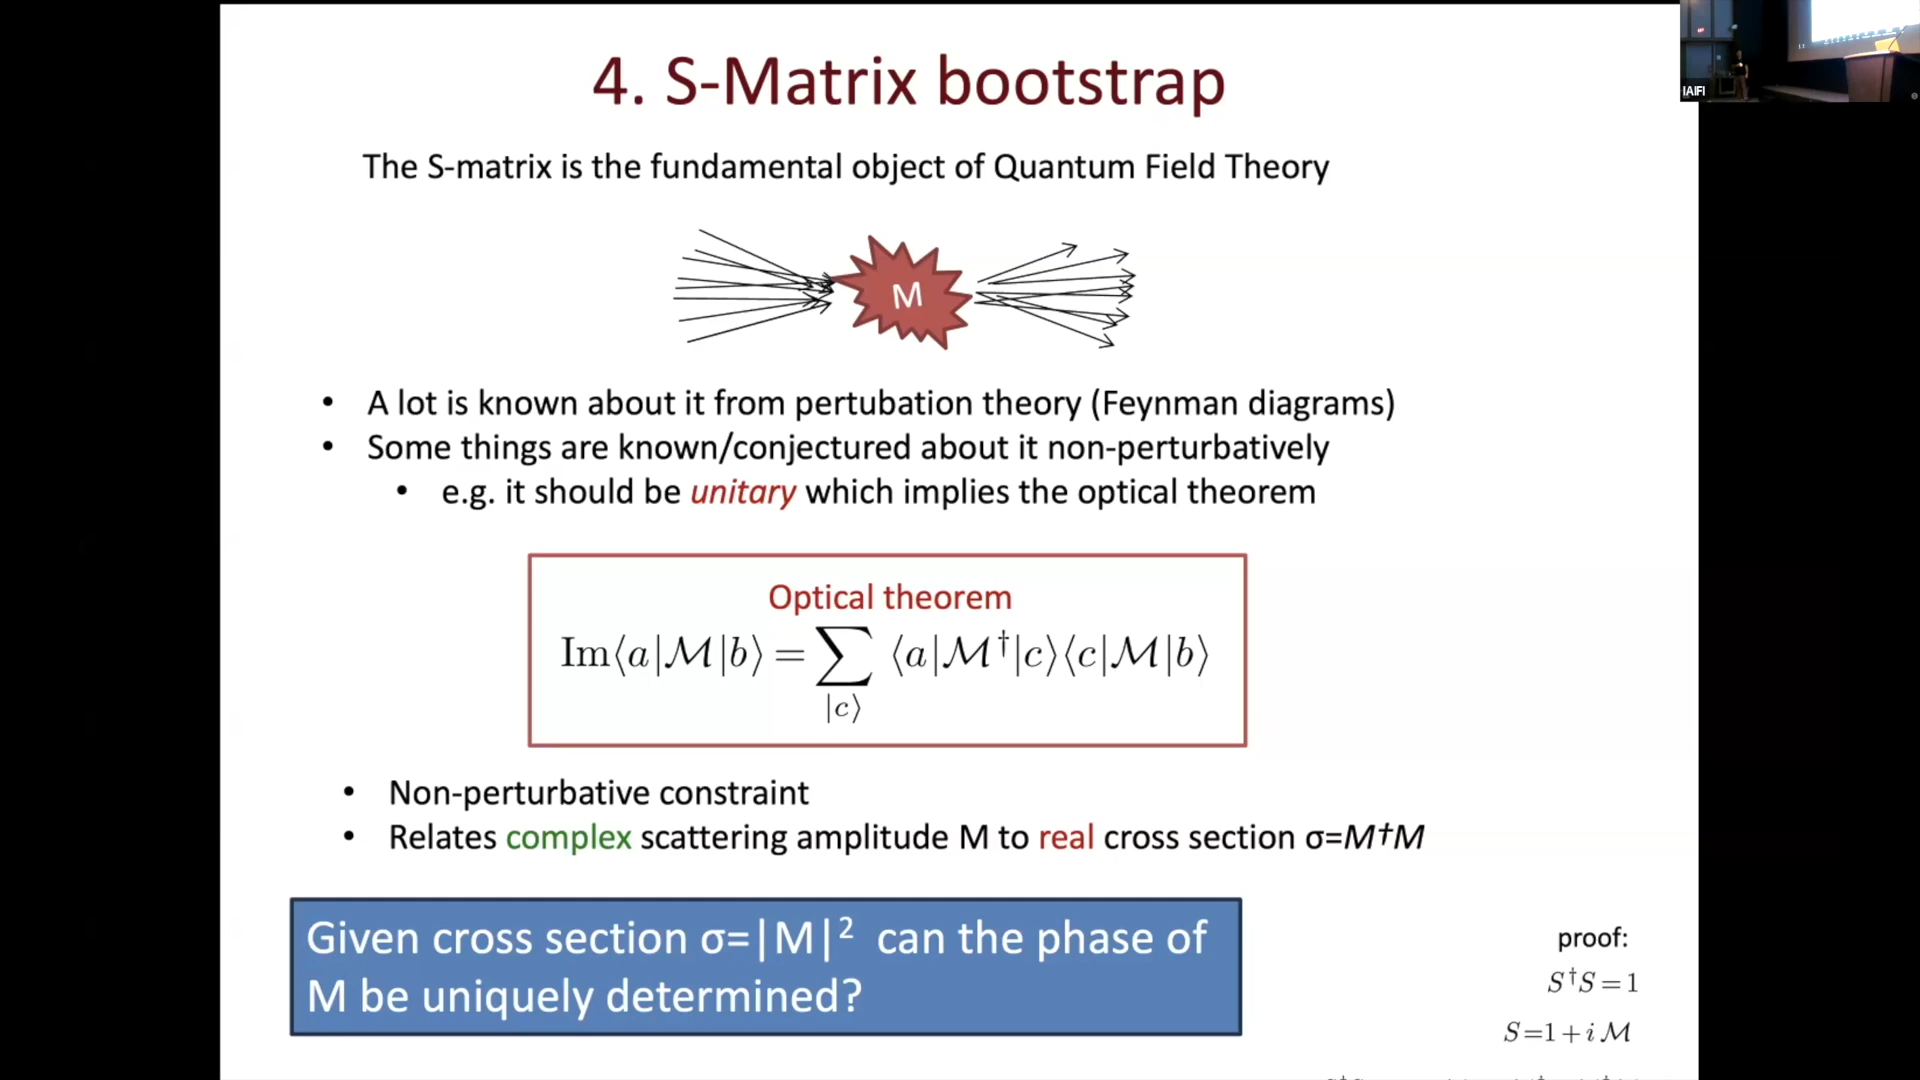 4. S-Matrix bootstrap
IAIFI
The S-matrix is the fundamental object of Quantum Field Theory
M
• A lot is known about it from pertubation theory (Feynman diagrams)
• Some things are known/conjectured about it non-perturbatively
• e.g. it should be unitary which implies the optical theorem
Optical theorem
Im⟨a|M|b⟩ = ∑ ⟨a|M†|c⟩⟨c|M|b⟩
|c⟩
• Non-perturbative constraint
• Relates complex scattering amplitude M to real cross section σ=M†M
Given cross section σ=|M|² can the phase of
M be uniquely determined?
proof:
S†S = 1
S=1+i M